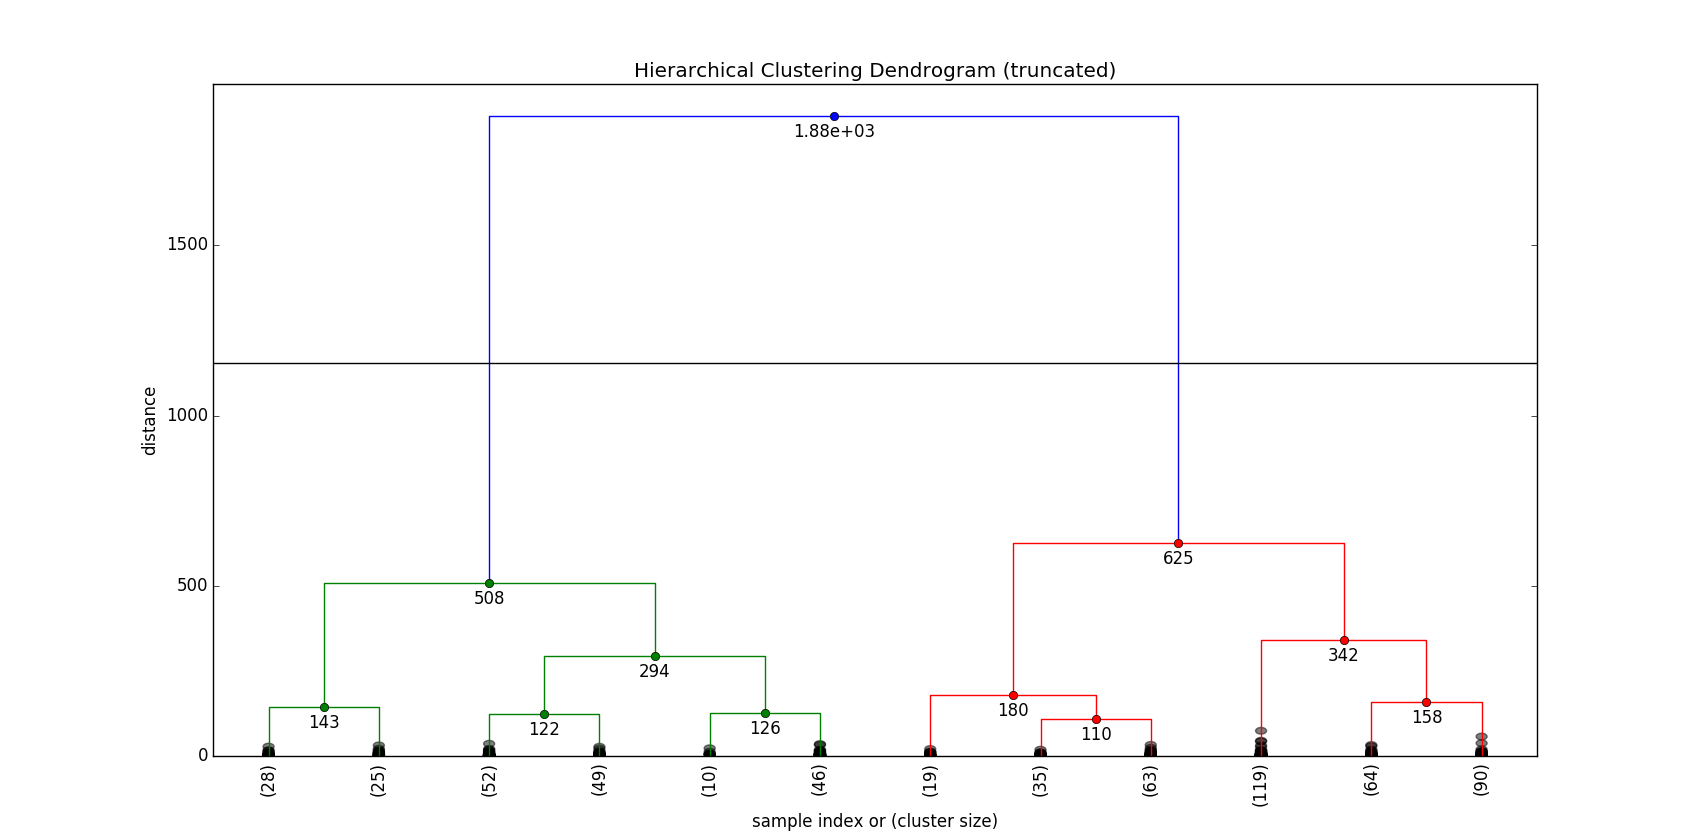 Hierarchical Clustering Dendrogram (truncated)
1.88e+03
1500
1000
distance
625
500
508
342
294
180
158
143
122
126
110
0
(28) (25) (52) (49) (10) (46) (19) (35) (63) (119) (64) (90)
sample index or (cluster size)